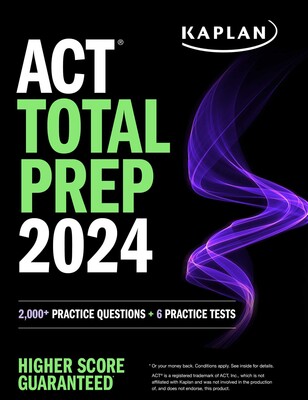 KAPLAN
ACT®
TOTAL
PREP
2024
2,000+ PRACTICE QUESTIONS + 6 PRACTICE TESTS
HIGHER SCORE
GUARANTEED*
* Or your money back. Conditions apply. See inside for details.
ACT® is a registered trademark of ACT, Inc., which is not
affiliated with Kaplan and was not involved in the production
of, and does not endorse, this product.